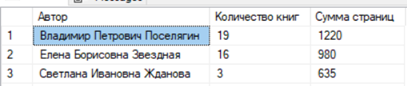 Автор Количество книг Сумма страниц
1 Владимир Петрович Поселягин 19 1220
2 Елена Борисовна Звездная 16 980
3 Светлана Ивановна Жданова 3 635